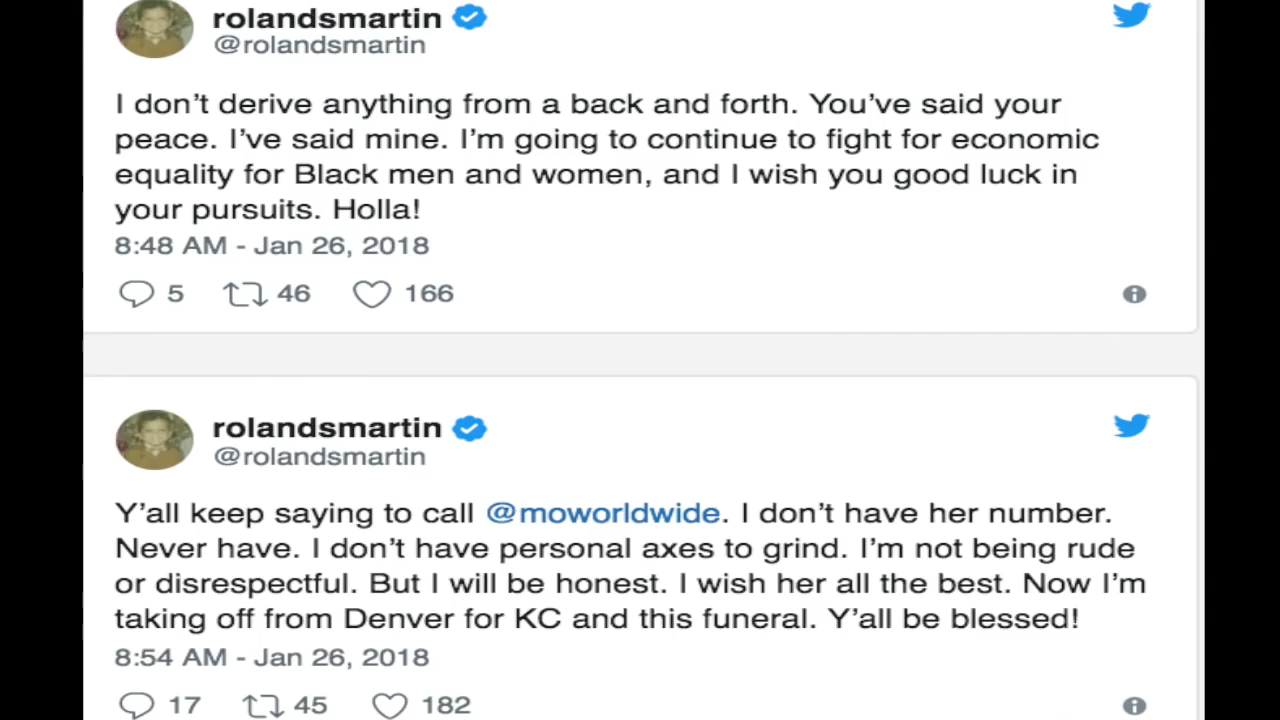 rolandsmartin
@rolandsmartin
I don’t derive anything from a back and forth. You’ve said your
peace. I’ve said mine. I’m going to continue to fight for economic
equality for Black men and women, and I wish you good luck in
your pursuits. Holla!
8:48 AM - Jan 26, 2018
5 46 166
rolandsmartin
@rolandsmartin
Y’all keep saying to call @moworldwide. I don’t have her number.
Never have. I don’t have personal axes to grind. I’m not being rude
or disrespectful. But I will be honest. I wish her all the best. Now I’m
taking off from Denver for KC and this funeral. Y’all be blessed!
8:54 AM - Jan 26, 2018
17 45 182